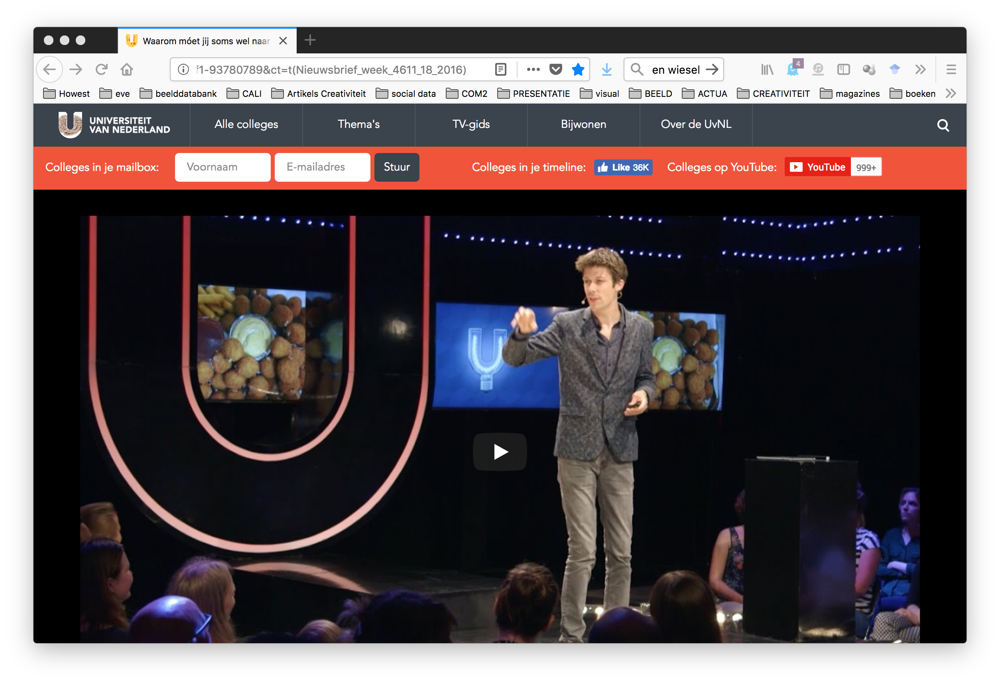 Waarom móet jij soms wel naar
f1-93780789&ct=t(Nieuwsbrief_week_4611_18_2016)
en wiesel
4
Howest eve beelddatabank CALI Artikels Creativiteit social data COM2 PRESENTATIE visual BEELD ACTUA CREATIVITEIT magazines boeken
UNIVERSITEIT
VAN NEDERLAND
Alle colleges Thema's TV-gids Bijwonen Over de UvNL
Colleges in je mailbox: Voornaam E-mailadres Stuur Colleges in je timeline: Like 36K Colleges op YouTube: YouTube 999+